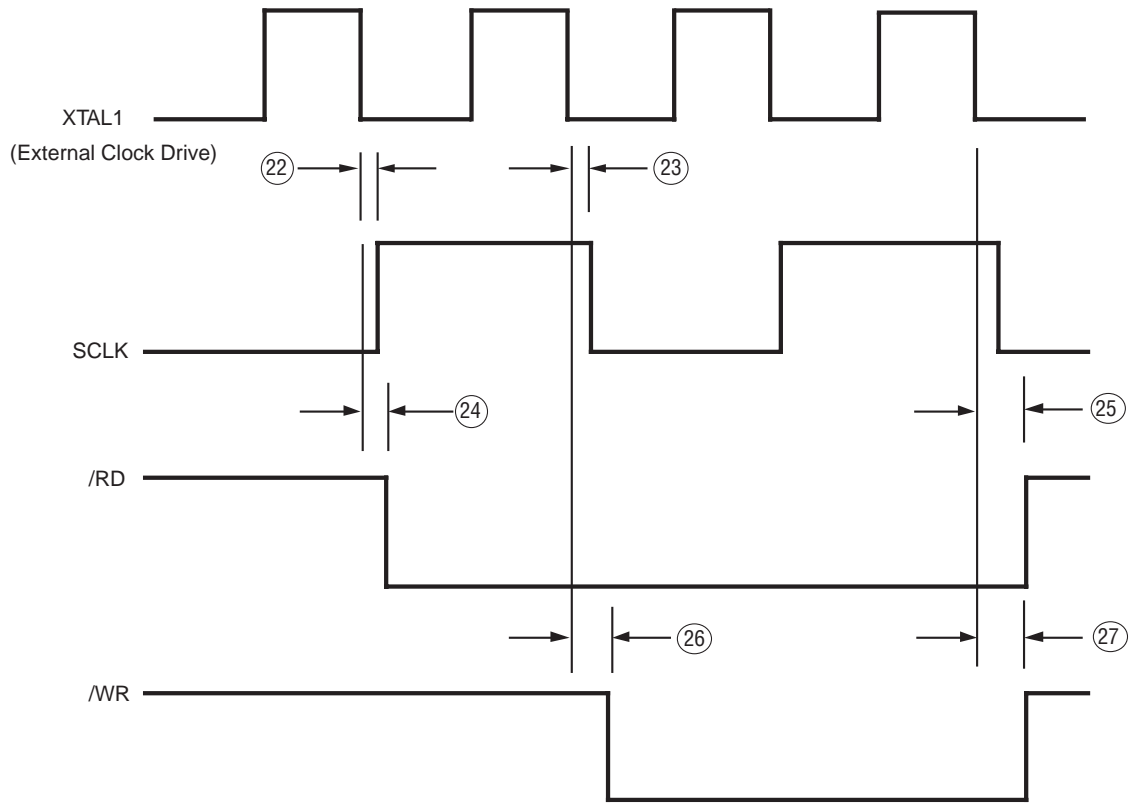 XTAL1
(External Clock Drive)
22
23
SCLK
24
25
/RD
26
27
/WR